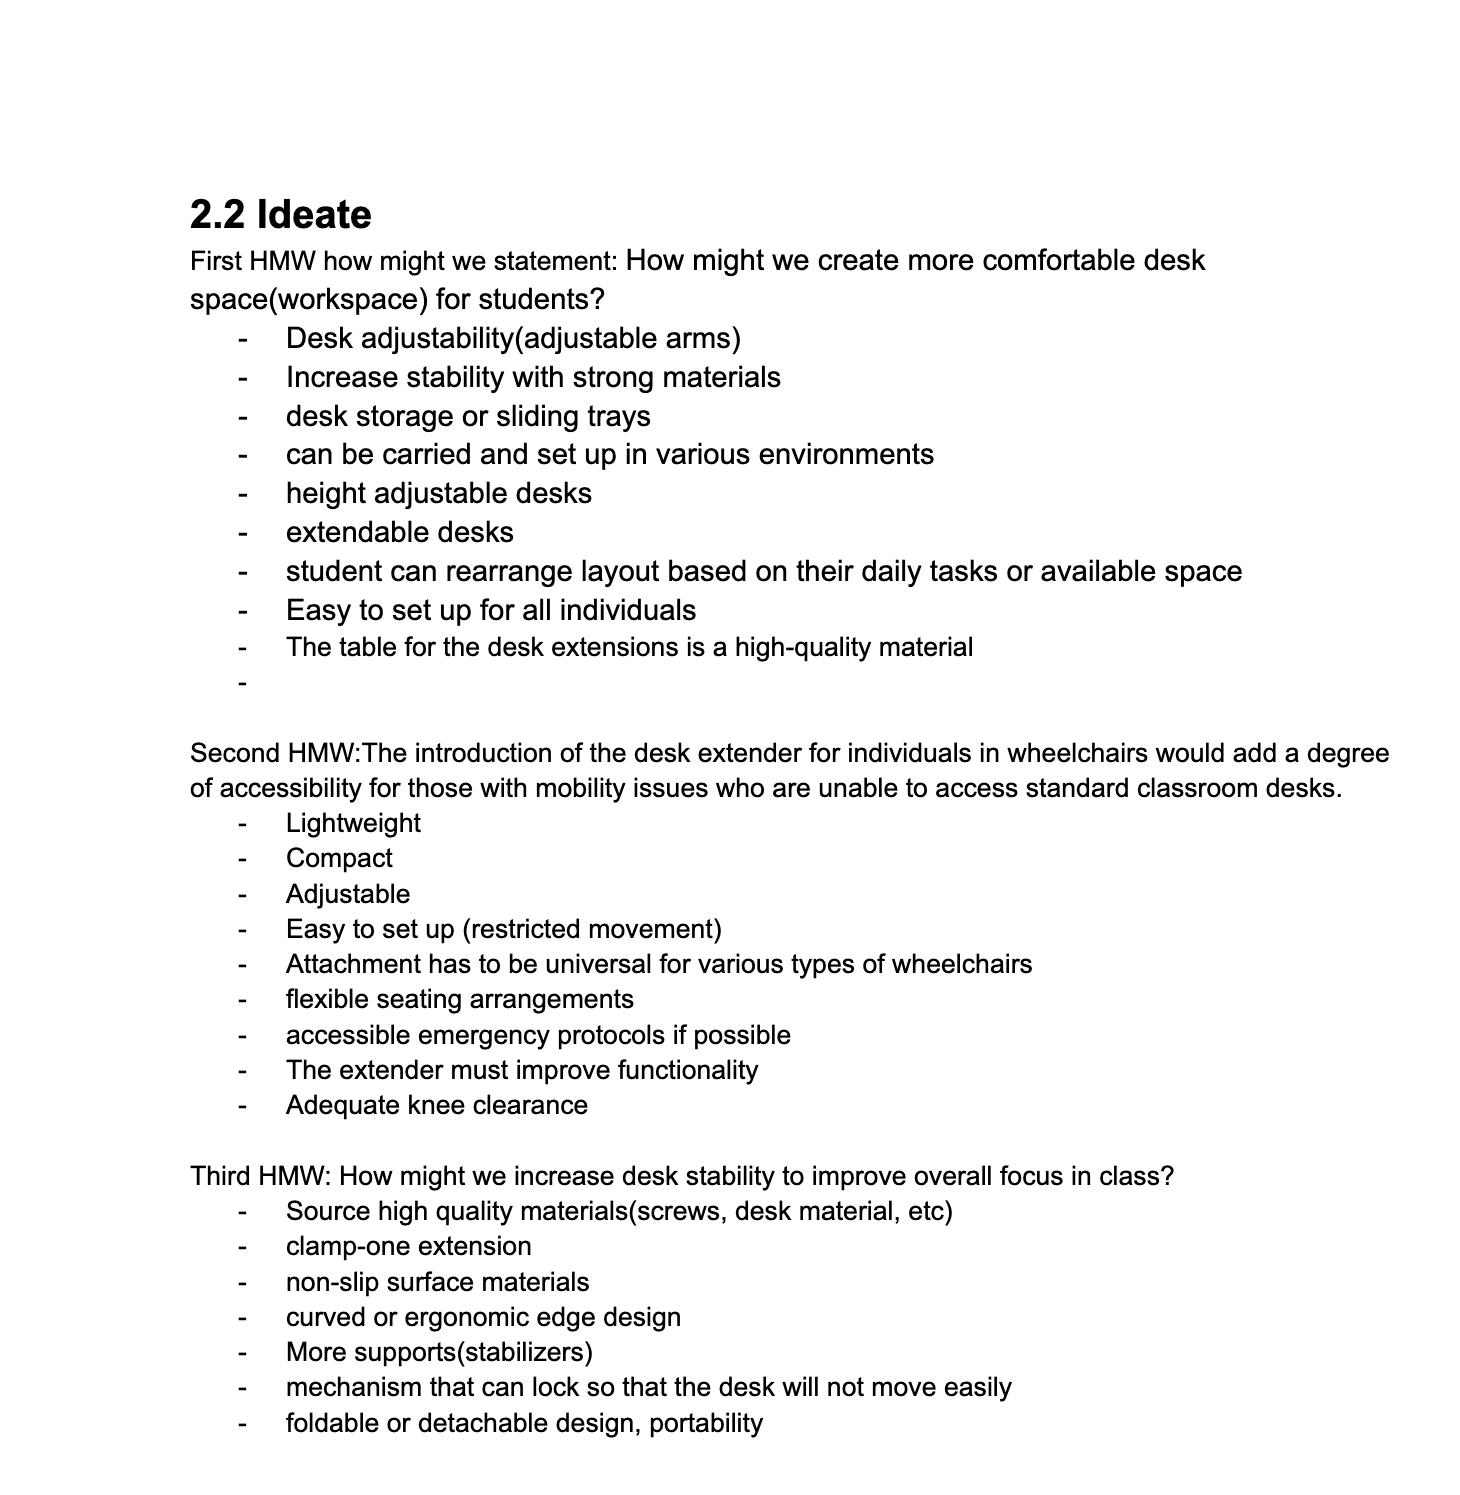 2.2 Ideate
First HMW how might we statement: How might we create more comfortable desk
space(workspace) for students?
- Desk adjustability(adjustable arms)
- Increase stability with strong materials
- desk storage or sliding trays
- can be carried and set up in various environments
- height adjustable desks
- extendable desks
- student can rearrange layout based on their daily tasks or available space
- Easy to set up for all individuals
- The table for the desk extensions is a high-quality material
-
Second HMW:The introduction of the desk extender for individuals in wheelchairs would add a degree
of accessibility for those with mobility issues who are unable to access standard classroom desks.
- Lightweight
- Compact
- Adjustable
- Easy to set up (restricted movement)
- Attachment has to be universal for various types of wheelchairs
- flexible seating arrangements
- accessible emergency protocols if possible
- The extender must improve functionality
- Adequate knee clearance
Third HMW: How might we increase desk stability to improve overall focus in class?
- Source high quality materials(screws, desk material, etc)
- clamp-one extension
- non-slip surface materials
- curved or ergonomic edge design
- More supports(stabilizers)
- mechanism that can lock so that the desk will not move easily
- foldable or detachable design, portability